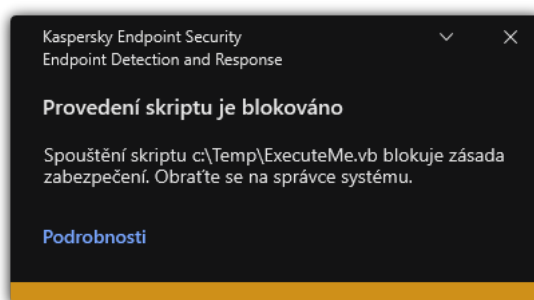 Kaspersky Endpoint Security
Endpoint Detection and Response
Provedení skriptu je blokováno
Spouštění skriptu c:\Temp\ExecuteMe.vb blokuje zásada
zabezpečení. Obraťte se na správce systému.
Podrobnosti